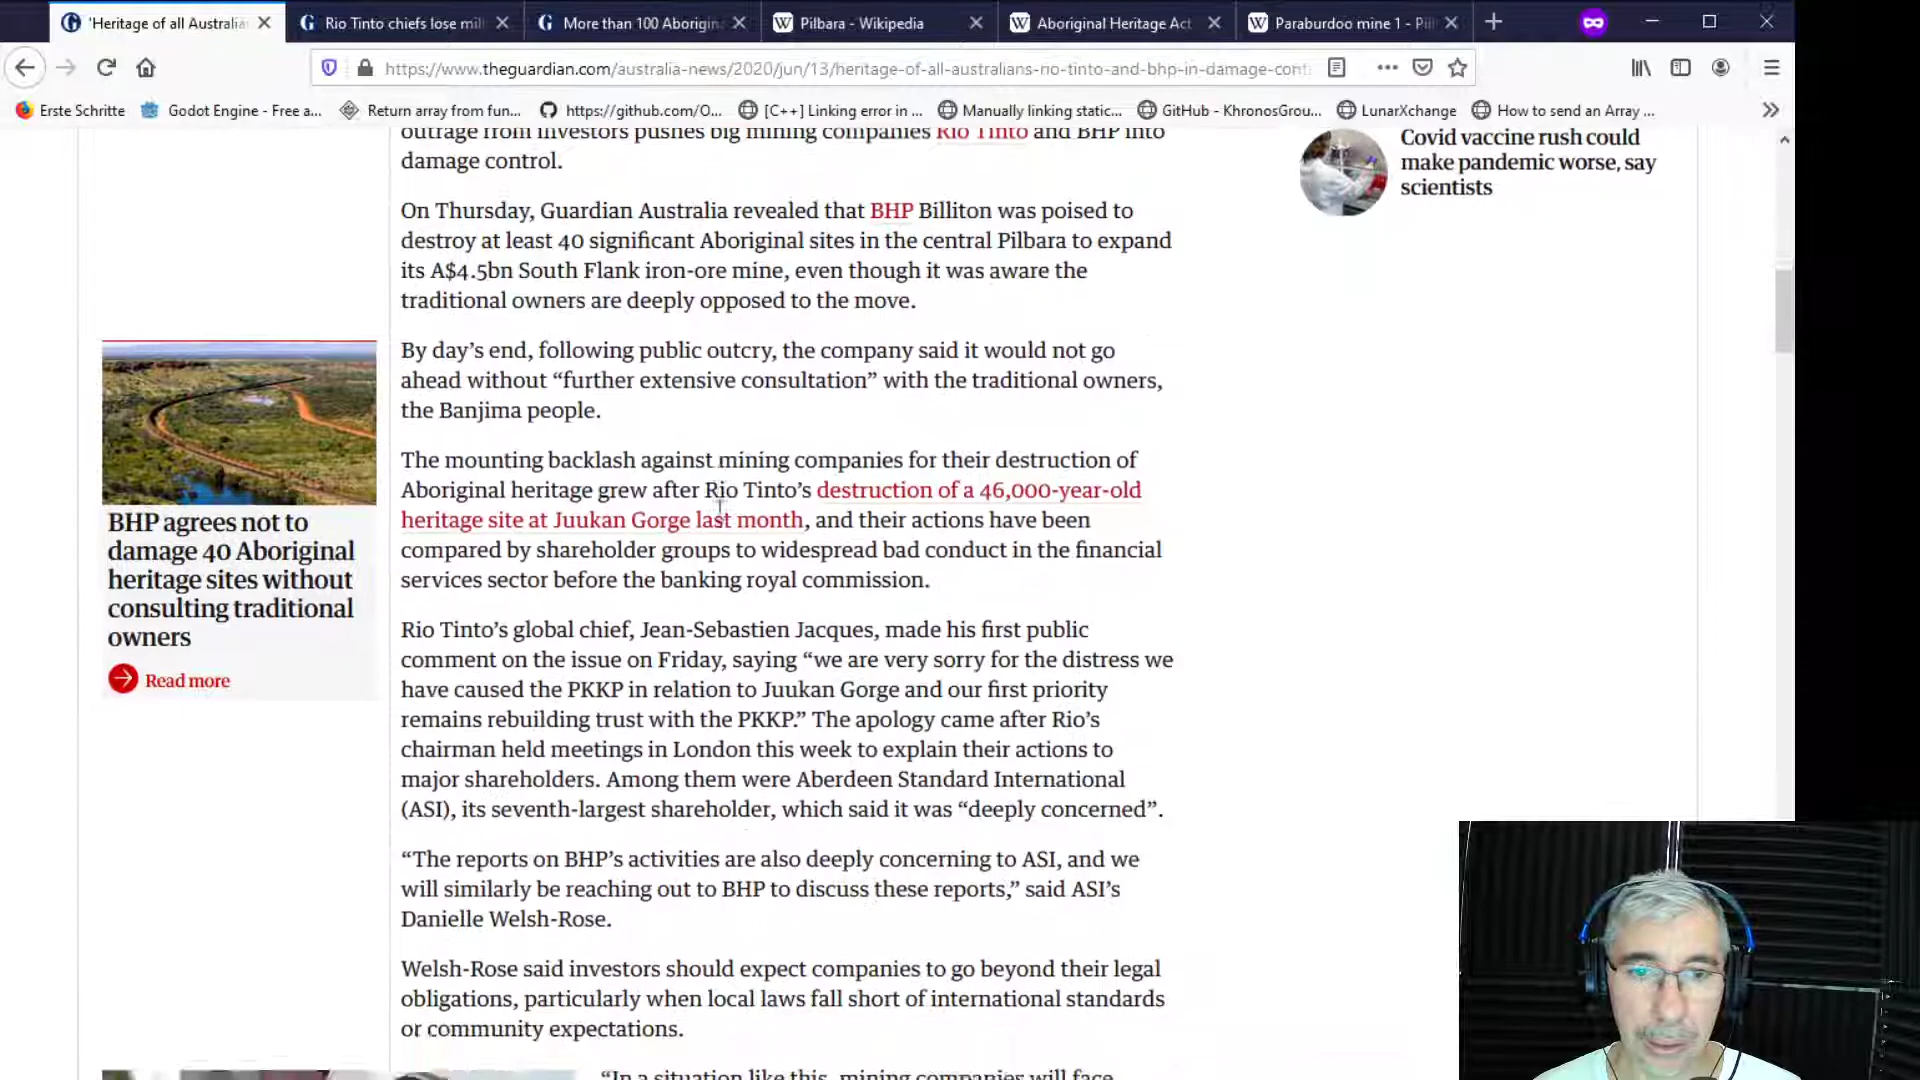 'Heritage of all Australia
Rio Tinto chiefs lose mil
More than 100 Aborigin
Pilbara - Wikipedia
Aboriginal Heritage Act
Paraburdoo mine 1 - Pil
https://www.theguardian.com/australia-news/2020/jun/13/heritage-of-all-australians-rio-tinto-and-bhp-in-damage-cont
Erste Schritte
Godot Engine - Free a...
Return array from fun...
https://github.com/O...
[C++] Linking error in ...
Manually linking static...
GitHub - KhronosGrou...
LunarXchange
How to send an Array ...
outrage from investors pushes big mining companies Rio Tinto and BHP into
damage control.
On Thursday, Guardian Australia revealed that BHP Billiton was poised to
destroy at least 40 significant Aboriginal sites in the central Pilbara to expand
its A$4.5bn South Flank iron-ore mine, even though it was aware the
traditional owners are deeply opposed to the move.
By day's end, following public outcry, the company said it would not go
ahead without “further extensive consultation” with the traditional owners,
the Banjima people.
The mounting backlash against mining companies for their destruction of
Aboriginal heritage grew after Rio Tinto's destruction of a 46,000-year-old
heritage site at Juukan Gorge last month, and their actions have been
compared by shareholder groups to widespread bad conduct in the financial
services sector before the banking royal commission.
Rio Tinto's global chief, Jean-Sebastien Jacques, made his first public
comment on the issue on Friday, saying “we are very sorry for the distress we
have caused the PKKP in relation to Juukan Gorge and our first priority
remains rebuilding trust with the PKKP.” The apology came after Rio's
chairman held meetings in London this week to explain their actions to
major shareholders. Among them were Aberdeen Standard International
(ASI), its seventh-largest shareholder, which said it was “deeply concerned”.
“The reports on BHP's activities are also deeply concerning to ASI, and we
will similarly be reaching out to BHP to discuss these reports,” said ASI's
Danielle Welsh-Rose.
Welsh-Rose said investors should expect companies to go beyond their legal
obligations, particularly when local laws fall short of international standards
or community expectations.
“In a situation like this, mining companies will face
BHP agrees not to
damage 40 Aboriginal
heritage sites without
consulting traditional
owners
Read more
Covid vaccine rush could
make pandemic worse, say
scientists